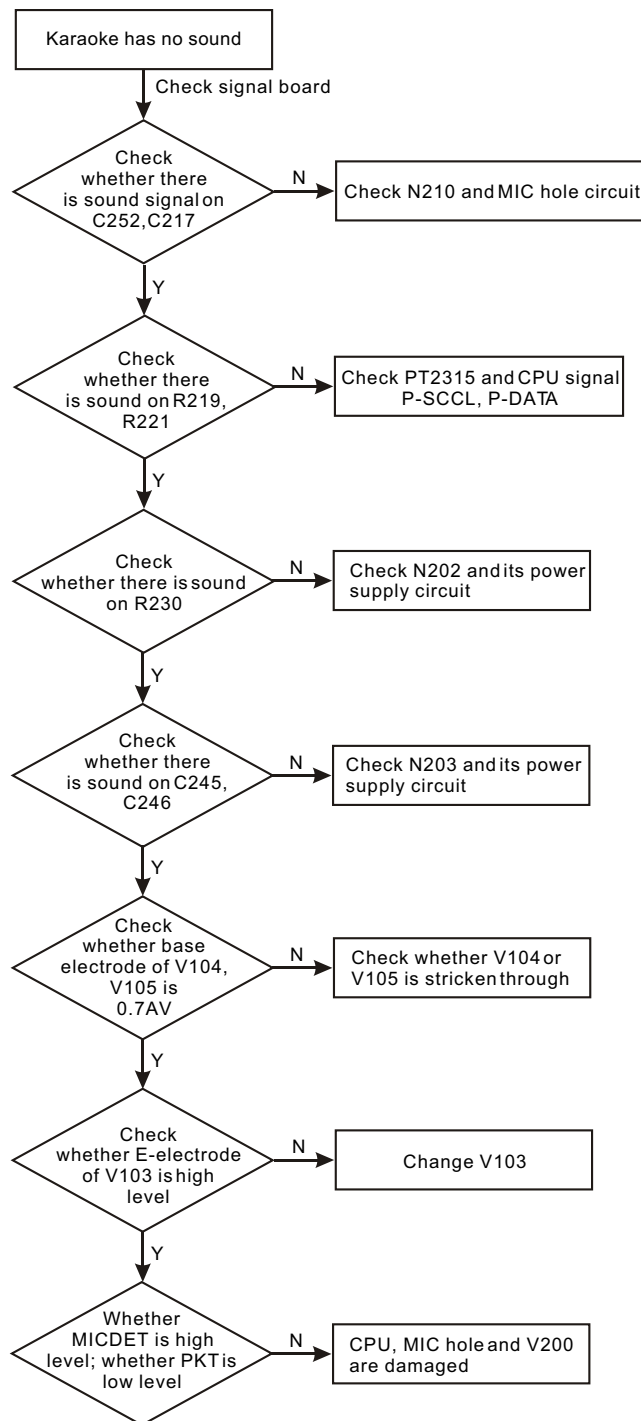 Karaoke has no sound
Check signal board
Check
whether there
is sound signal on
C252,C217
N
Check N210 and MIC hole circuit
Y
Check
whether there
is sound on R219,
R221
N
Check PT2315 and CPU signal
P-SCCL, P-DATA
Y
Check
whether there is sound
on R230
N
Check N202 and its power
supply circuit
Y
Check
whether there
is sound on C245,
C246
N
Check N203 and its power
supply circuit
Y
Check
whether base
electrode of V104,
V105 is
0.7AV
N
Check whether V104 or
V105 is stricken through
Y
Check
whether E-electrode
of V103 is high
level
N
Change V103
Y
Whether
MICDET is high
level; whether PKT is
low level
N
CPU, MIC hole and V200
are damaged